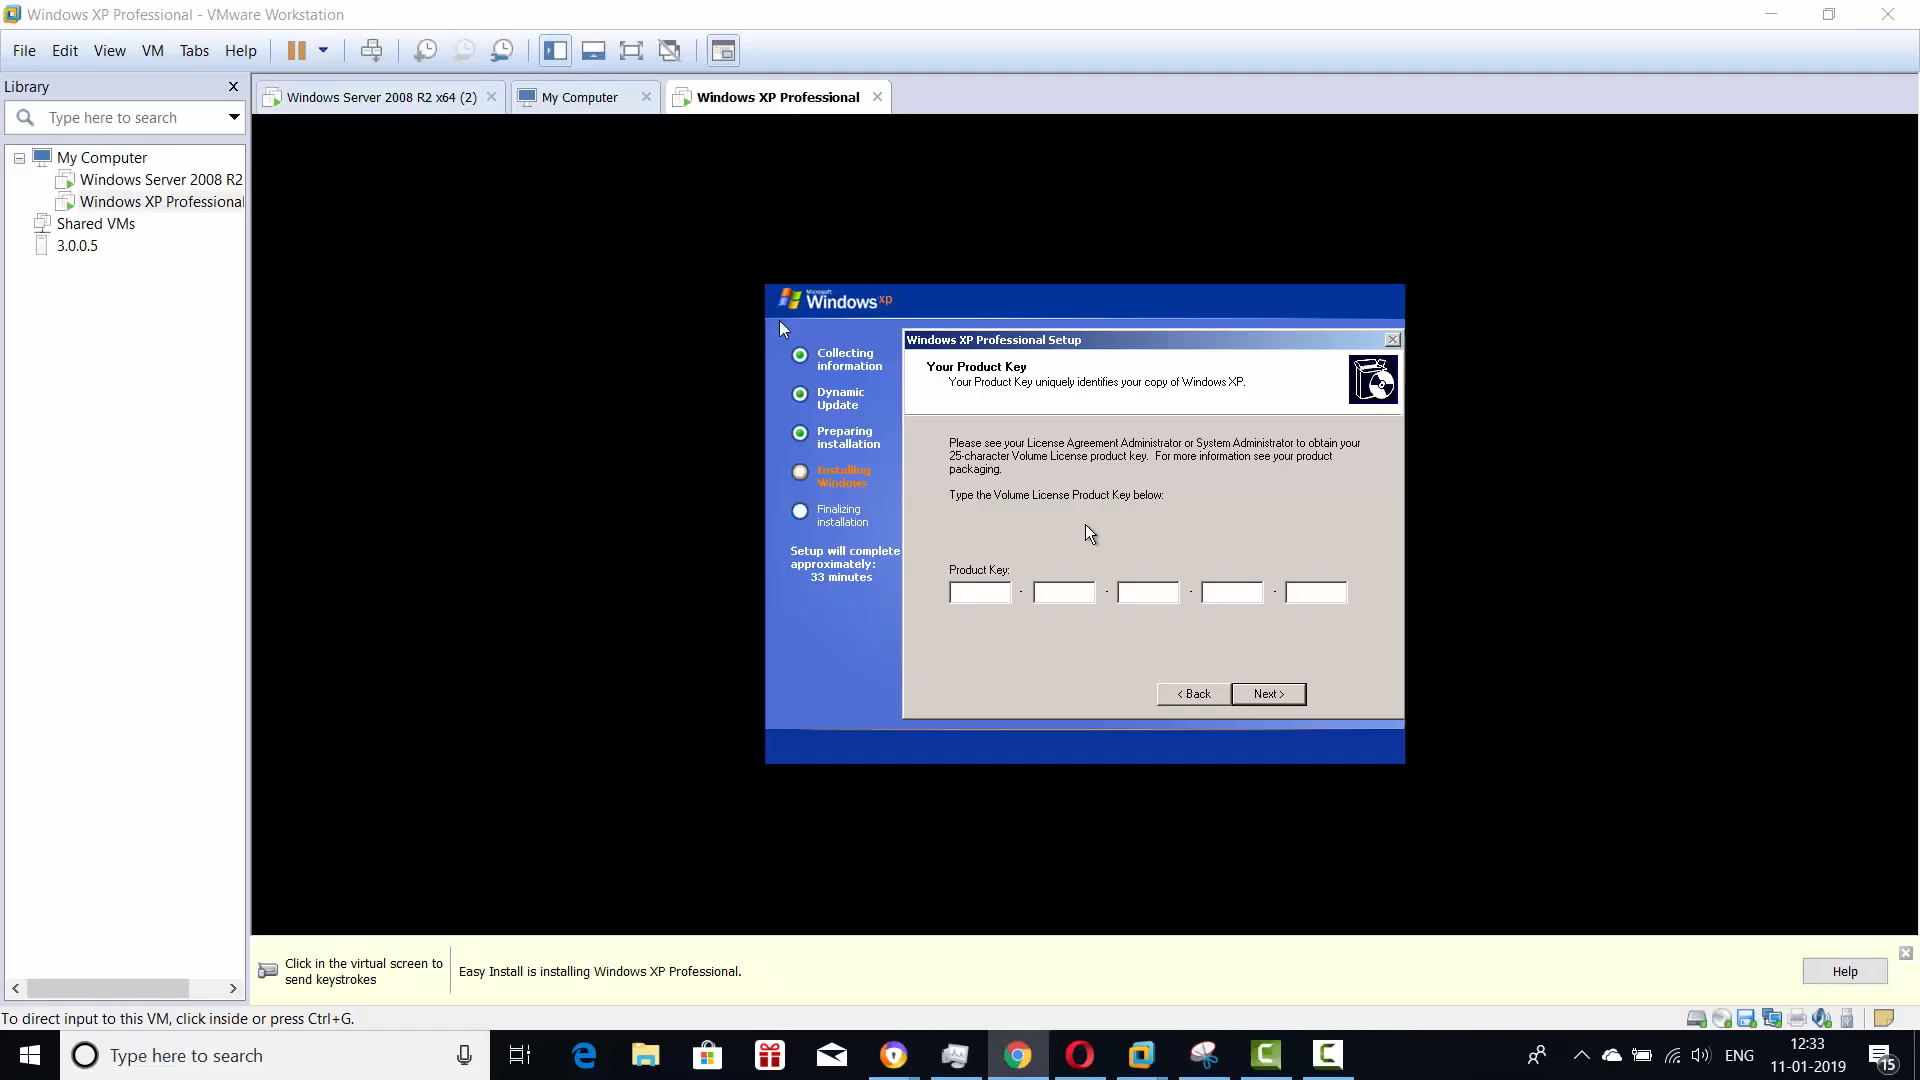 Windows XP Professional - VMware Workstation
File Edit View VM Tabs Help
Library
Windows Server 2008 R2 x64 (2)
My Computer
Windows XP Professional
Type here to search
My Computer
Windows Server 2008 R2
Windows XP Professional
Shared VMs
3.0.0.5
Microsoft
Windows xp
Collecting
information
Dynamic
Update
Preparing
installation
Installing
Windows
Finalizing
installation
Setup will complete
approximately:
33 minutes
Windows XP Professional Setup
Your Product Key
Your Product Key uniquely identifies your copy of Windows XP.
Please see your License Agreement Administrator or System Administrator to obtain your
25-character Volume License product key. For more information see your product
packaging.
Type the Volume License Product Key below:
Product Key:
- - - -
< Back
Next >
Click in the virtual screen to
send keystrokes
Easy Install is installing Windows XP Professional.
Help
To direct input to this VM, click inside or press Ctrl+G.
Type here to search
ENG
12:33
11-01-2019
15